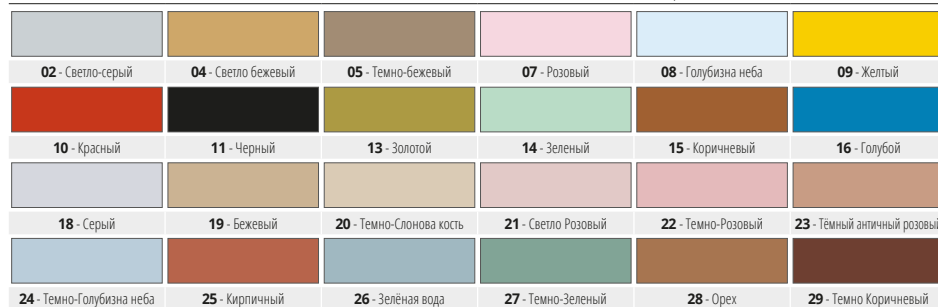 02 - Светло-серый 04 - Светло бежевый 05 - Темно-бежевый 07 - Розовый 08 - Голубизна неба 09 - Желтый
10 - Красный 11 - Черный 13 - Золотой 14 - Зеленый 15 - Коричневый 16 - Голубой
18 - Серый 19 - Бежевый 20 - Темно-Слонова кость 21 - Светло Розовый 22 - Темно-Розовый 23 - Тёмный античный розовый
24 - Темно-Голубизна неба 25 - Кирпичный 26 - Зелёная вода 27 - Темно-Зеленый 28 - Орех 29 - Темно Коричневый